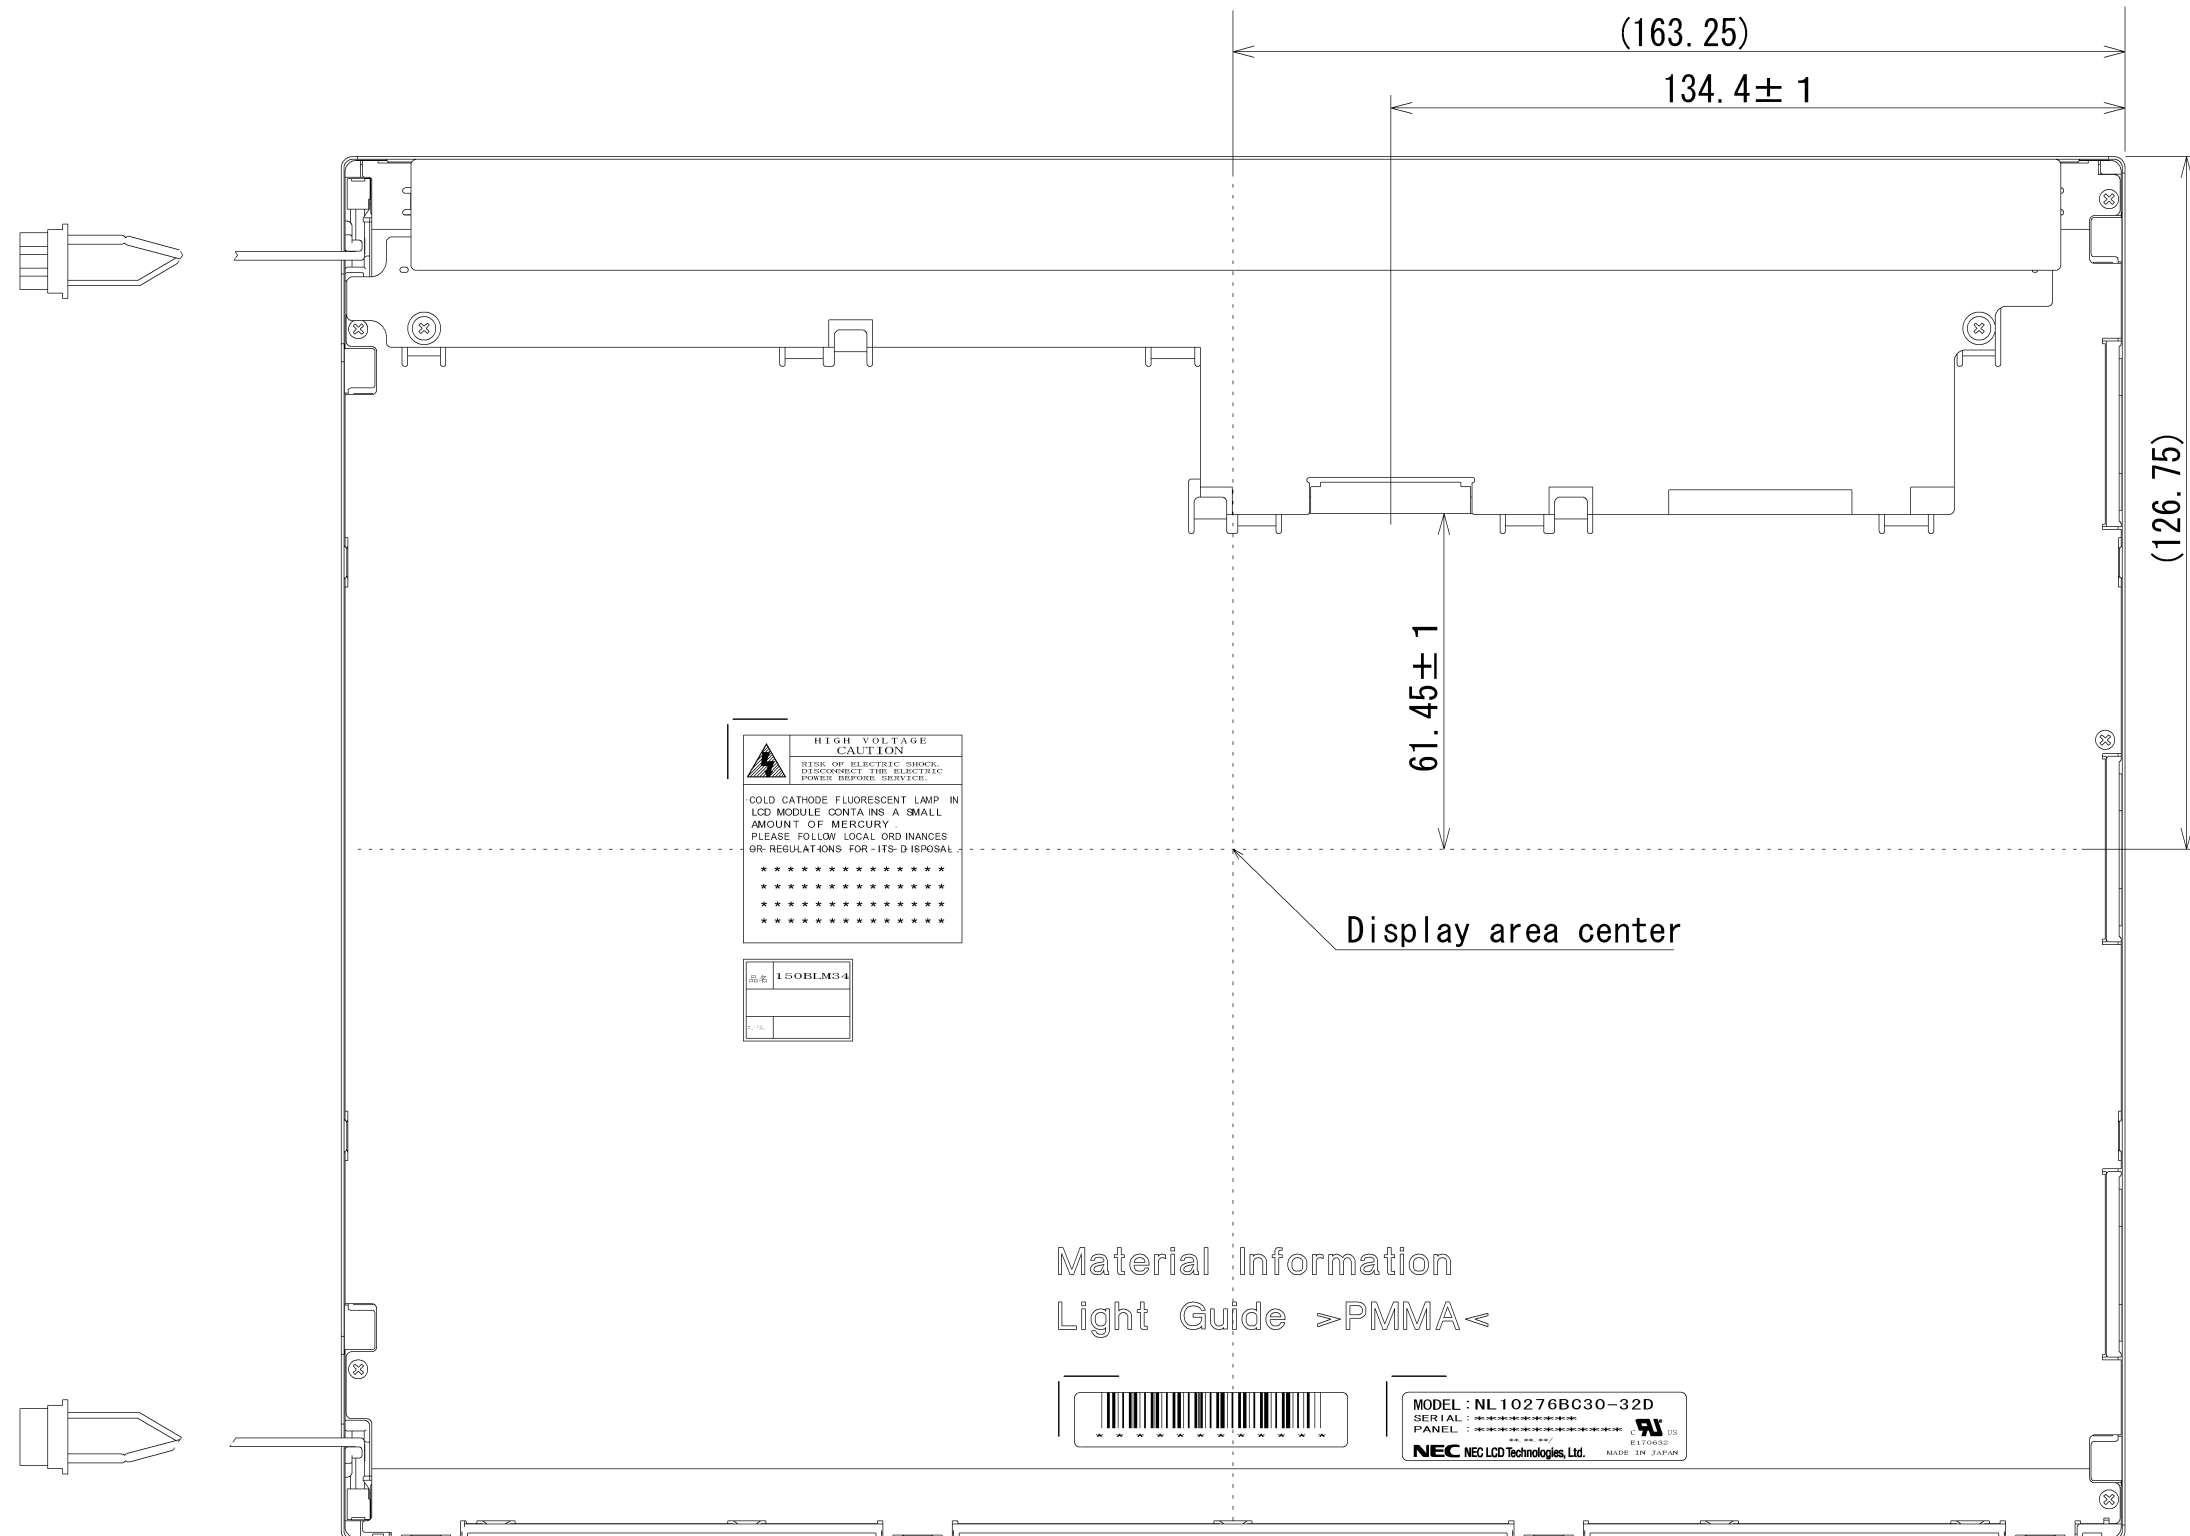 (163.25)
134.4±1
(126.75)
61.45±1
HIGH VOLTAGE
CAUTION
RISK OF ELECTRIC SHOCK.
DISCONNECT THE ELECTRIC
POWER BEFORE SERVICE.
COLD CATHODE FLUORESCENT LAMP IN
LCD MODULE CONTAINS A SMALL
AMOUNT OF MERCURY.
PLEASE FOLLOW LOCAL ORDINANCES
OR REGULATIONS FOR ITS DISPOSAL.
* * * * * * * * * * * * * *
* * * * * * * * * * * * * *
* * * * * * * * * * * * * *
* * * * * * * * * * * * * *
Display area center
品名 150BLM34
Material Information
Light Guide >PMMA<
* * * * * * * * * * * *
MODEL : NL10276BC30-32D
SERIAL : **********
PANEL : **************
**.**.**/
C US
E170632
NEC NEC LCD Technologies, Ltd. MADE IN JAPAN